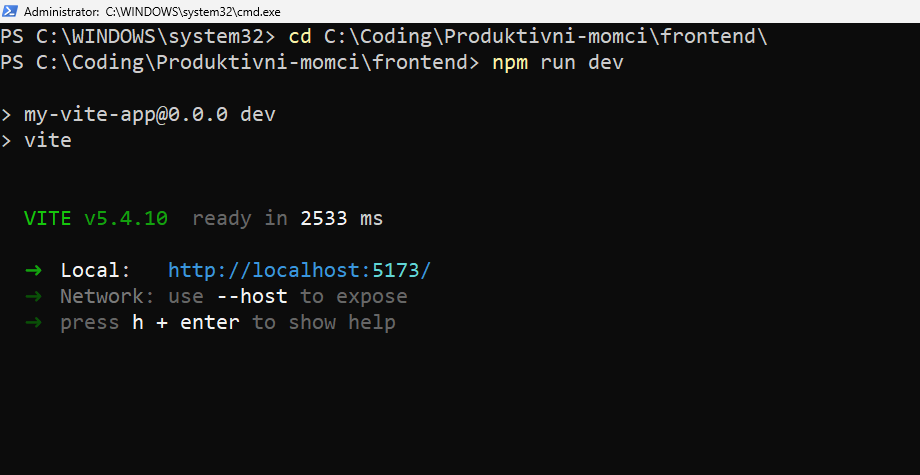 Administrator: C:\WINDOWS\system32\cmd.exe
PS C:\WINDOWS\system32> cd C:\Coding\Produktivni-momci\frontend\
PS C:\Coding\Produktivni-momci\frontend> npm run dev
> my-vite-app@0.0.0 dev
> vite
VITE v5.4.10  ready in 2533 ms
➜  Local:   http://localhost:5173/
➜  Network: use --host to expose
➜  press h + enter to show help